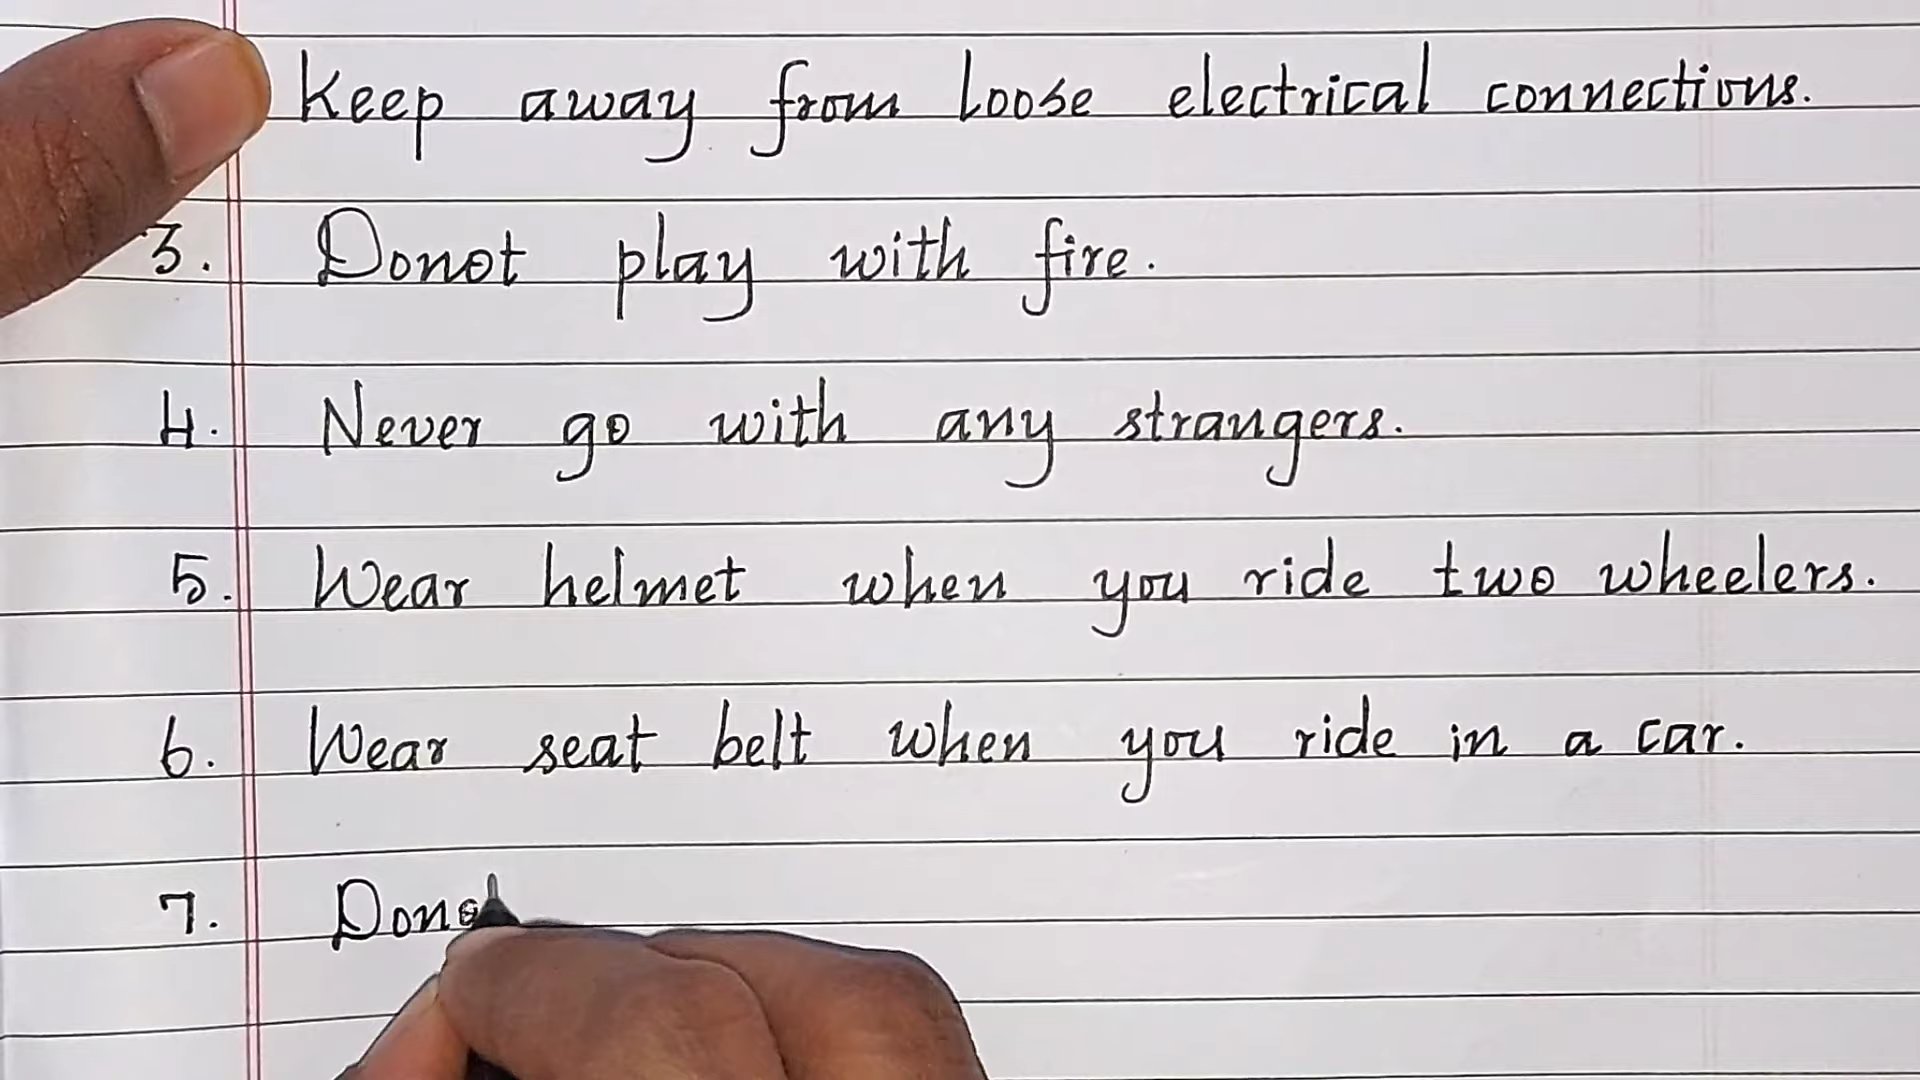 Keep away from loose electrical connections.
3. Donot play with fire.
4. Never go with any strangers.
5. Wear helmet when you ride two wheelers.
6. Wear seat belt when you ride in a car.
7. Dono